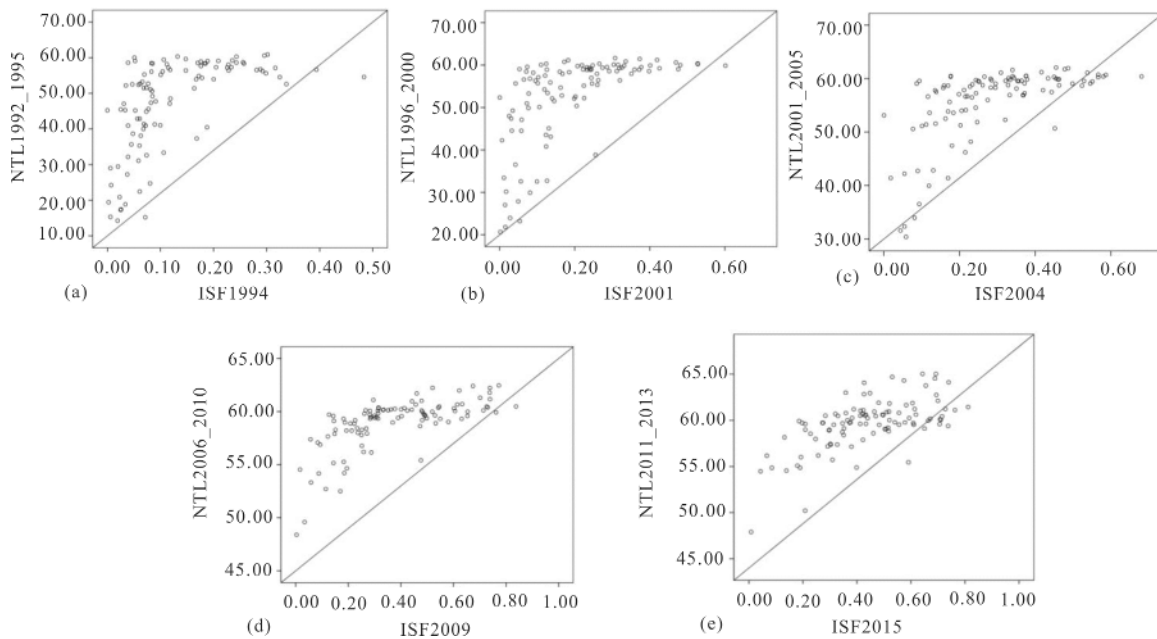 70.00
60.00
50.00
40.00
30.00
20.00
10.00
NTL1992_1995
0.00 0.10 0.20 0.30 0.40 0.50
(a) ISF1994
70.00
60.00
50.00
40.00
30.00
20.00
NTL1996_2000
0.00 0.20 0.40 0.60
(b) ISF2001
70.00
60.00
50.00
40.00
30.00
NTL2001_2005
0.00 0.20 0.40 0.60
(c) ISF2004
65.00
60.00
55.00
50.00
45.00
NTL2006_2010
0.00 0.20 0.40 0.60 0.80 1.00
(d) ISF2009
65.00
60.00
55.00
50.00
45.00
NTL2011_2013
0.00 0.20 0.40 0.60 0.80 1.00
(e) ISF2015